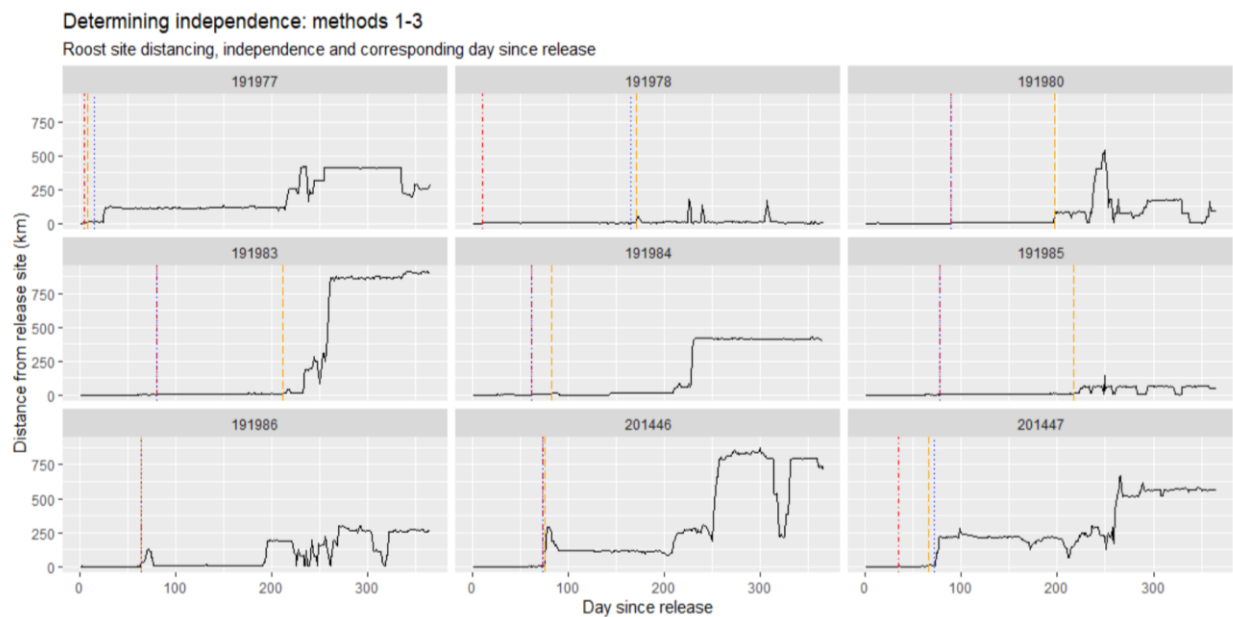 Determining independence: methods 1-3
Roost site distancing, independence and corresponding day since release
191977 191978 191980
750
500
250
0
191983 191984 191985
750
500
250
0
191986 201446 201447
750
500
250
0
0 100 200 300 0 100 200 300 0 100 200 300
Distance from release site (km)
Day since release